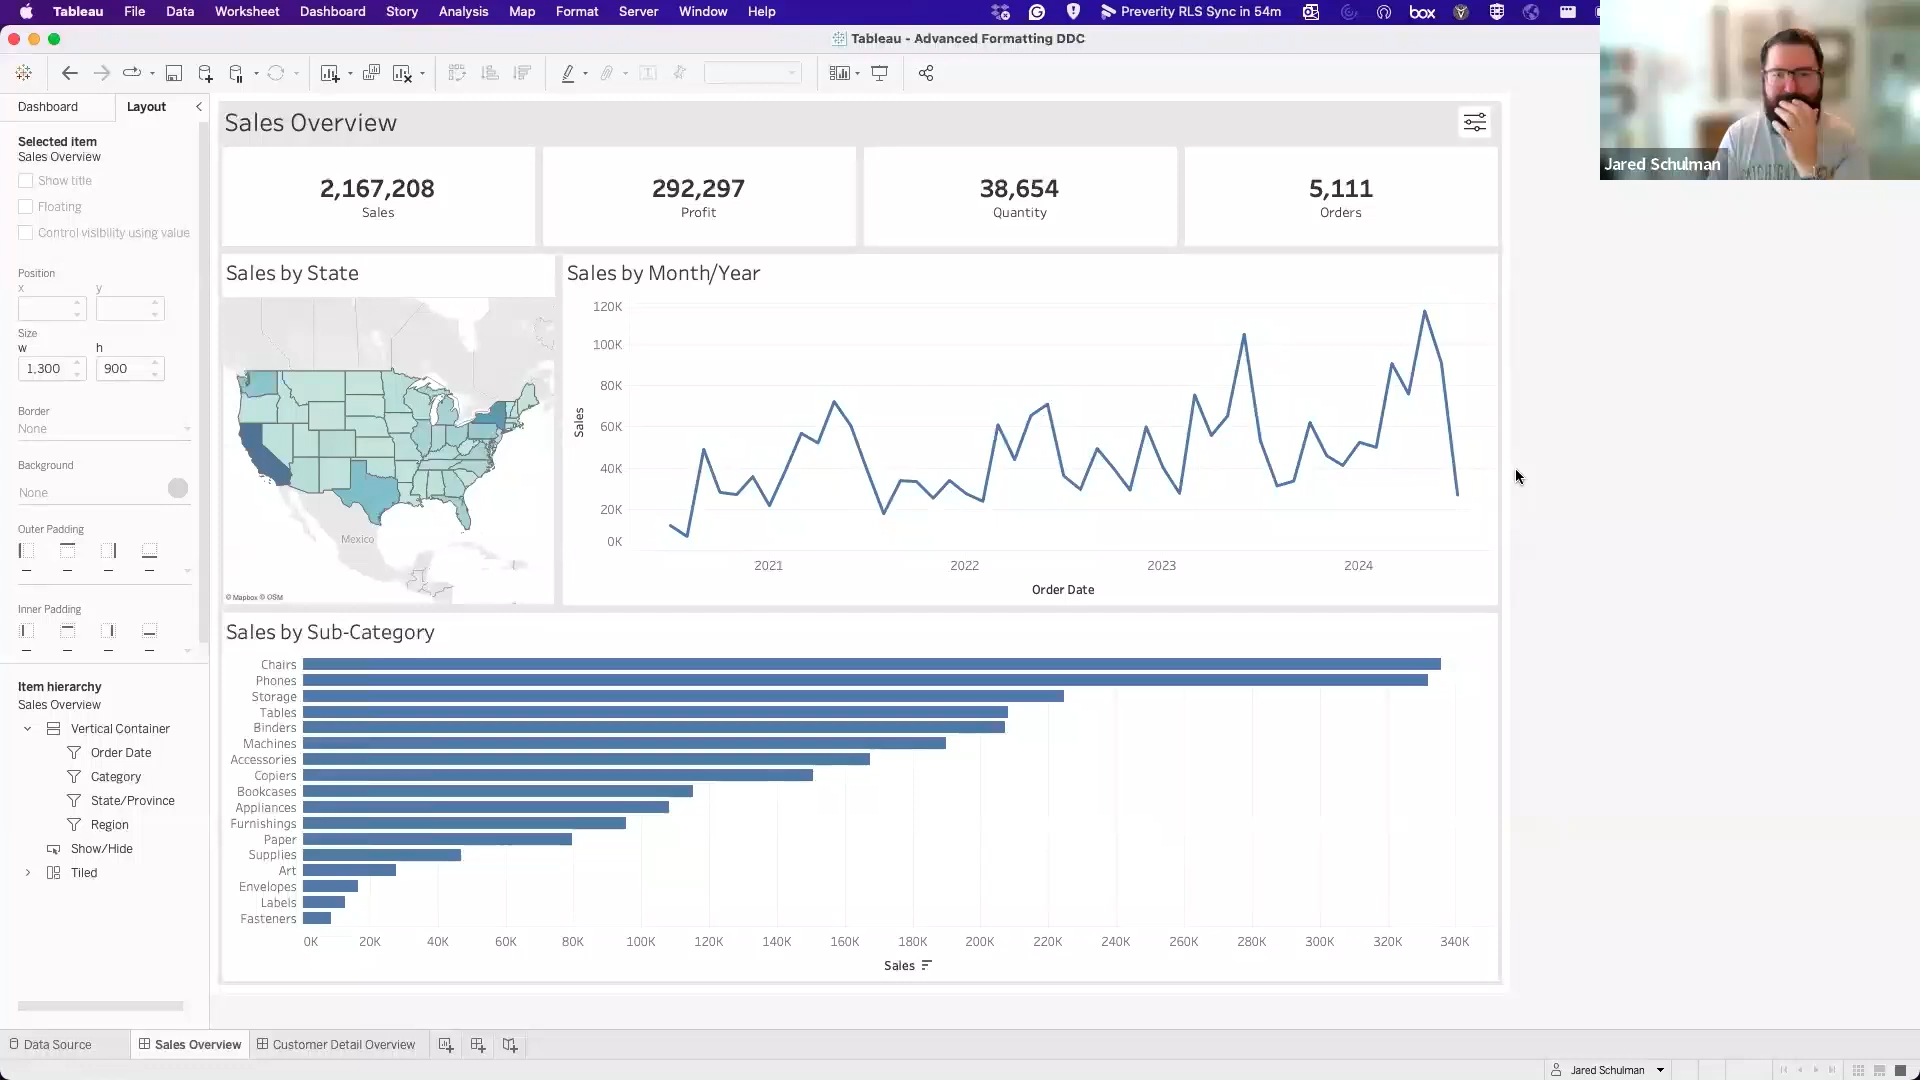 Tableau File Data Worksheet Dashboard Story Analysis Map Format Server Window Help Preverity RLS Sync in 54m box
Tableau - Advanced Formatting DDC
Dashboard Layout
Selected item
Sales Overview
Show title
Floating
Control visibility using value
Position
x y
Size
w h
1,300 900
Border
None
Background
None
Outer Padding
Inner Padding
Item hierarchy
Sales Overview
Vertical Container
Order Date
Category
State/Province
Region
Show/Hide
Tiled
Sales Overview
2,167,208
Sales
292,297
Profit
38,654
Quantity
5,111
Orders
Sales by State
Mexico
© Mapbox © OSM
Sales by Month/Year
120K
100K
80K
60K
40K
20K
0K
Sales
2021 2022 2023 2024
Order Date
Sales by Sub-Category
Chairs
Phones
Storage
Tables
Binders
Machines
Accessories
Copiers
Bookcases
Appliances
Furnishings
Paper
Supplies
Art
Envelopes
Labels
Fasteners
0K 20K 40K 60K 80K 100K 120K 140K 160K 180K 200K 220K 240K 260K 280K 300K 320K 340K
Sales
Jared Schulman
Data Source Sales Overview Customer Detail Overview
Jared Schulman